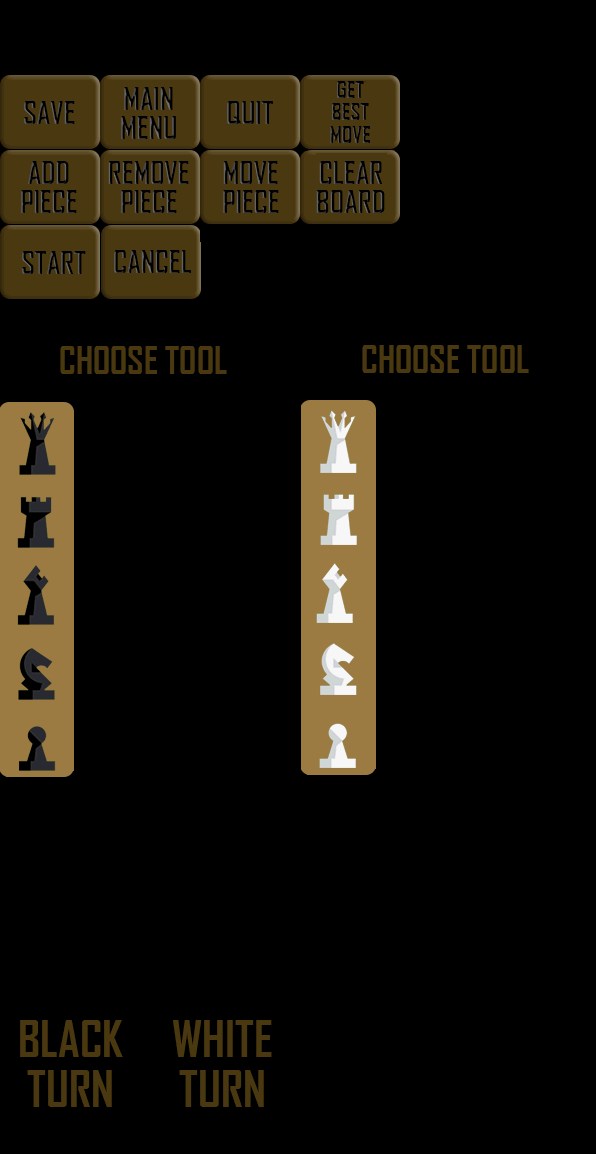 SAVE
MAIN
MENU
QUIT
GET
BEST
MOVE
ADD
PIECE
REMOVE
PIECE
MOVE
PIECE
CLEAR
BOARD
START
CANCEL
CHOOSE TOOL
CHOOSE TOOL
BLACK
TURN
WHITE
TURN